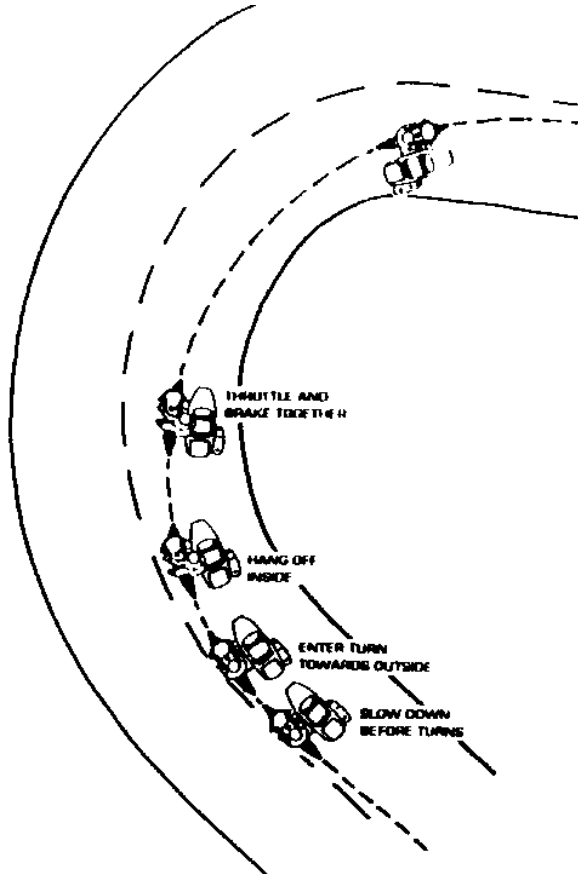 THROTTLE AND
BRAKE TOGETHER
HANG OFF
INSIDE
ENTER TURN
TOWARDS OUTSIDE
SLOW DOWN
BEFORE TURNS